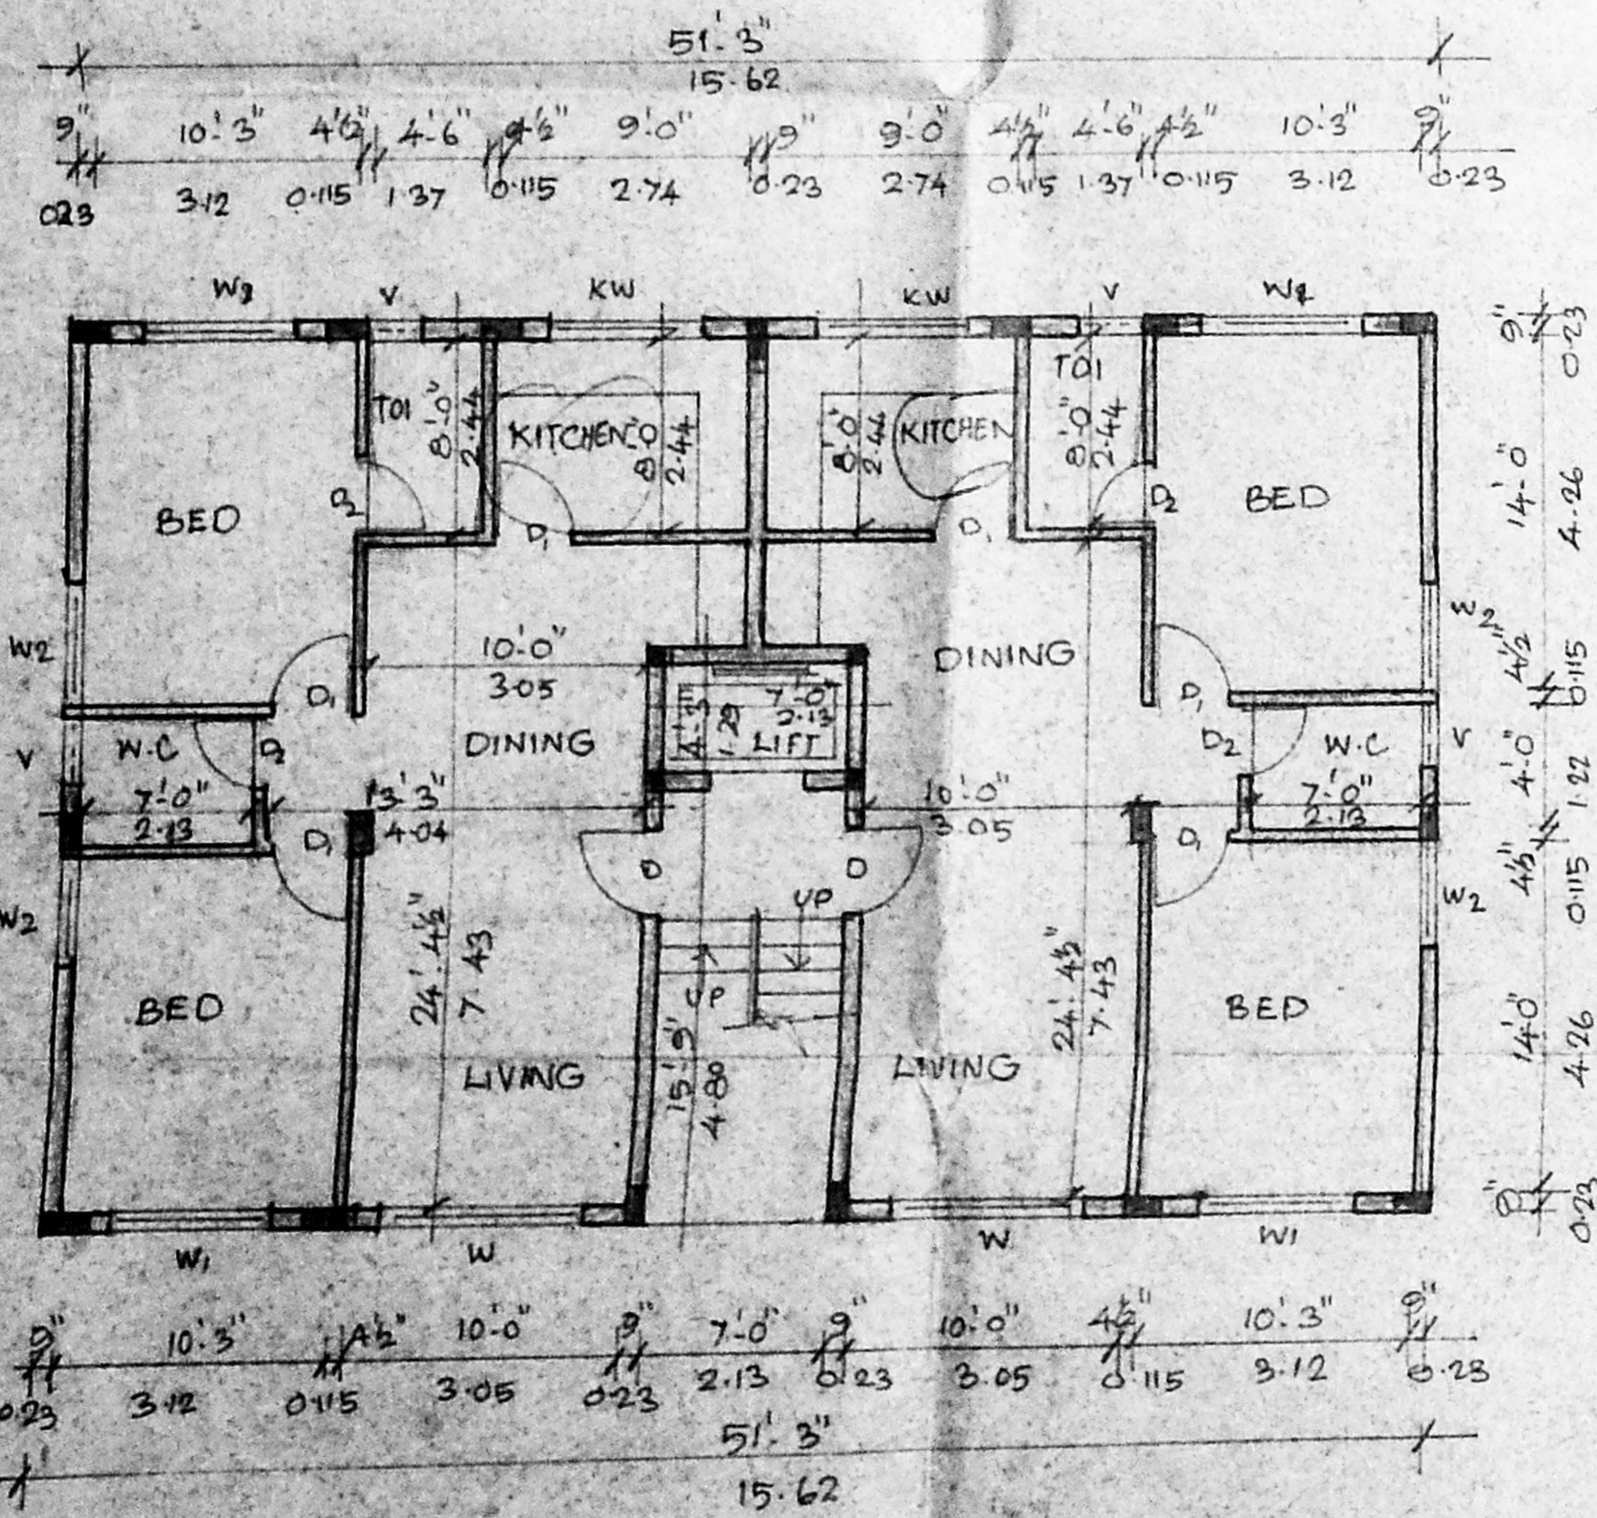 51'-3"
15.62
9" 10'-3" 4½" 4'-6" 4½" 9'-0" 9" 9'-0" 4½" 4'-6" 4½" 10'-3" 9"
0.23 3.12 0.115 1.37 0.115 2.74 0.23 2.74 0.115 1.37 0.115 3.12 0.23
W2 V KW KW V W2
TOI 8'-0" 2.44 KITCHEN 8'-0" 2.44 8'-0" 2.44 KITCHEN TOI 8'-0" 2.44
BED D2 D1 D1 D2 BED
W2 10'-0" 3.05 DINING W2
D1 DINING 4'-3" 1.29 7'-0" 2.13 LIFT D1
V W.C D2 D2 W.C V
7'-0" 2.13 13'-3" 4.04 10'-0" 3.05 7'-0" 2.13
D1 D D D1
W2 UP W2
24'-4½" 7.43 UP 24'-4½" 7.43
BED 15'-9" 4.80 BED
LIVING LIVING
W1 W W W1
9" 0.23
14'-0" 4.26
4½" 0.115
4'-0" 1.22
4½" 0.115
14'0" 4.26
9" 0.23
9" 10'-3" 4½" 10'-0" 9" 7'-0" 9" 10'-0" 4½" 10'-3" 9"
0.23 3.12 0.115 3.05 0.23 2.13 0.23 3.05 0.115 3.12 0.23
51'-3"
15.62